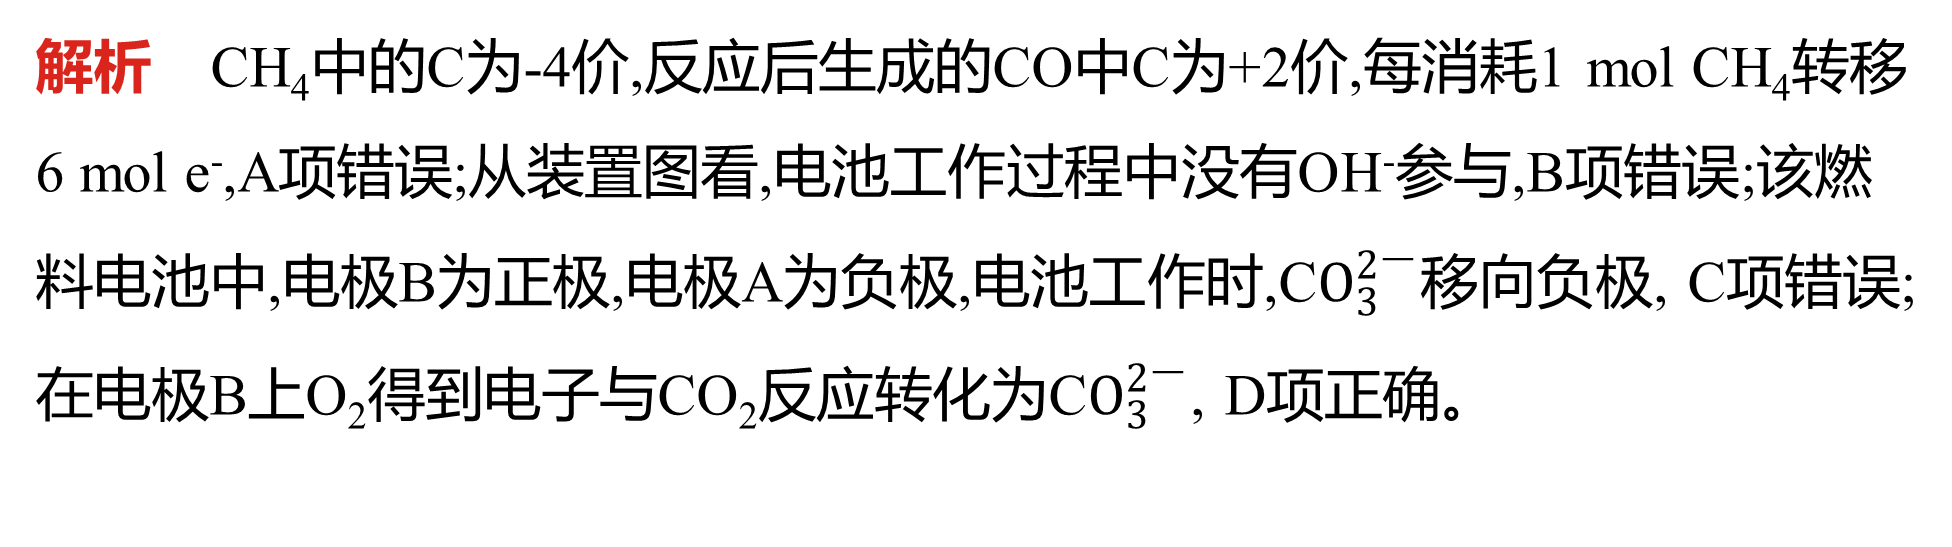 解析 CH₄中的C为-4价,反应后生成的CO中C为+2价,每消耗1 mol CH₄转移
6 mol e⁻,A项错误;从装置图看,电池工作过程中没有OH⁻参与,B项错误;该燃
料电池中,电极B为正极,电极A为负极,电池工作时,CO₃²⁻移向负极, C项错误;
在电极B上O₂得到电子与CO₂反应转化为CO₃²⁻, D项正确。